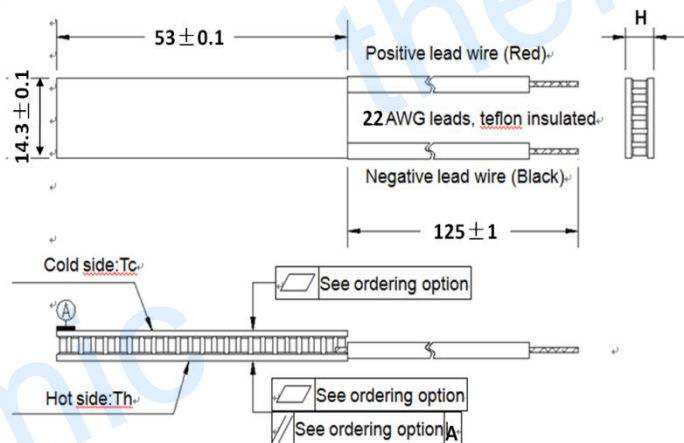 53±0.1
H
Positive lead wire (Red)
14.3±0.1
22 AWG leads, teflon insulated
Negative lead wire (Black)
125±1
Cold side:Tc
See ordering option
A
Hot side:Th
See ordering option
See ordering option A